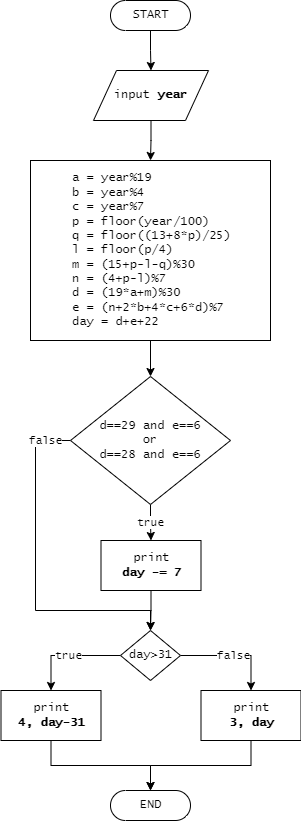 START
input year
a = year%19
b = year%4
c = year%7
p = floor(year/100)
q = floor((13+8*p)/25)
l = floor(p/4)
m = (15+p-l-q)%30
n = (4+p-l)%7
d = (19*a+m)%30
e = (n+2*b+4*c+6*d)%7
day = d+e+22
d==29 and e==6
or
d==28 and e==6
false
true
print
day -= 7
day>31
true
false
print
4, day-31
print
3, day
END